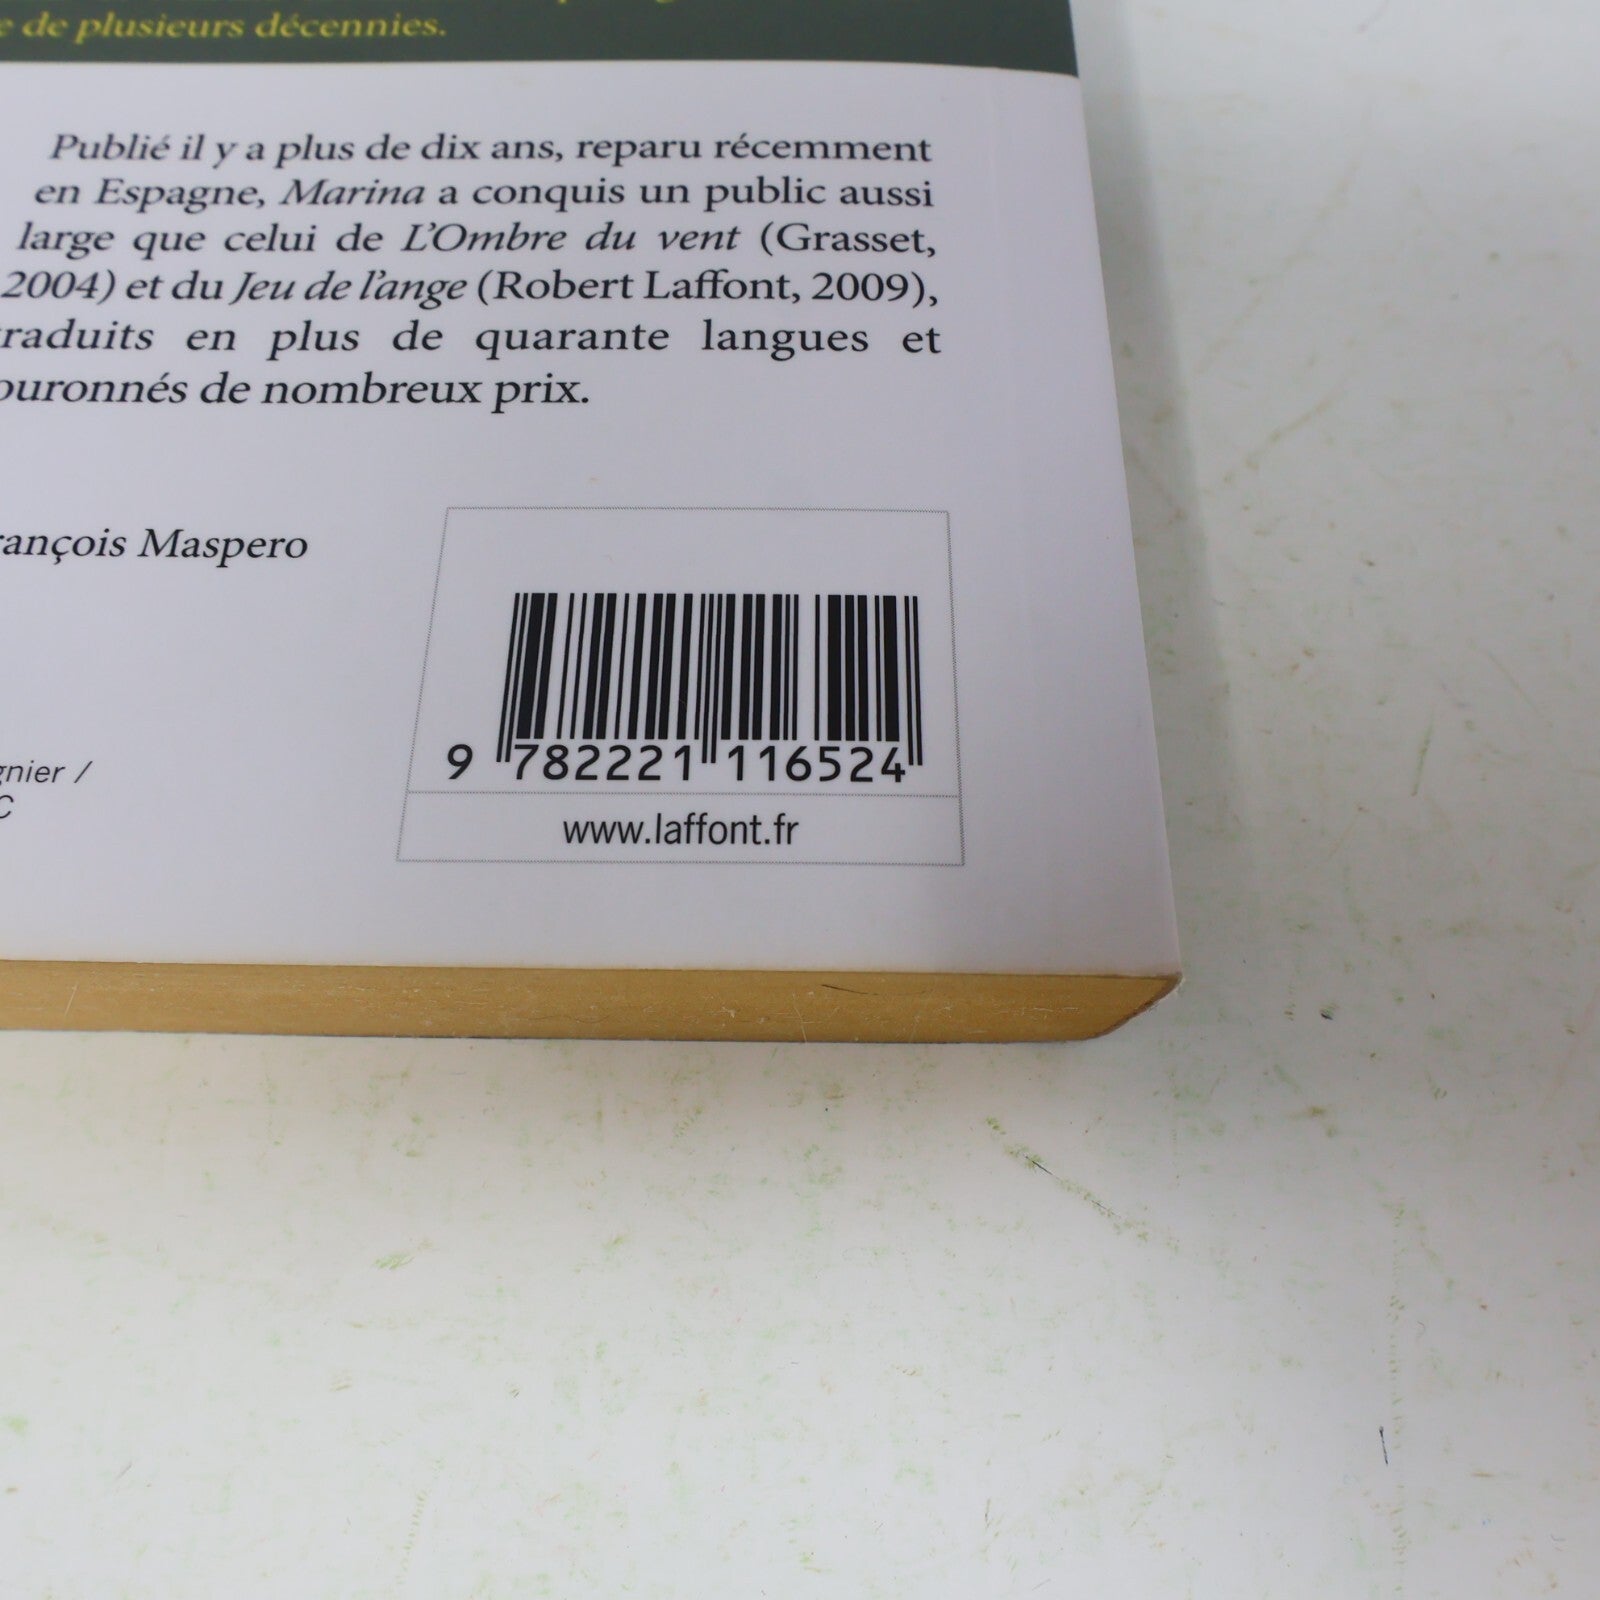 de plusieurs décennies.
Publié il y a plus de dix ans, reparu récemment
en Espagne, Marina a conquis un public aussi
large que celui de L'Ombre du vent (Grasset,
2004) et du Jeu de l'ange (Robert Laffont, 2009),
raduits en plus de quarante langues et
ouronnés de nombreux prix.
rançois Maspero
gnier /
C
9 782221 116524
www.laffont.fr